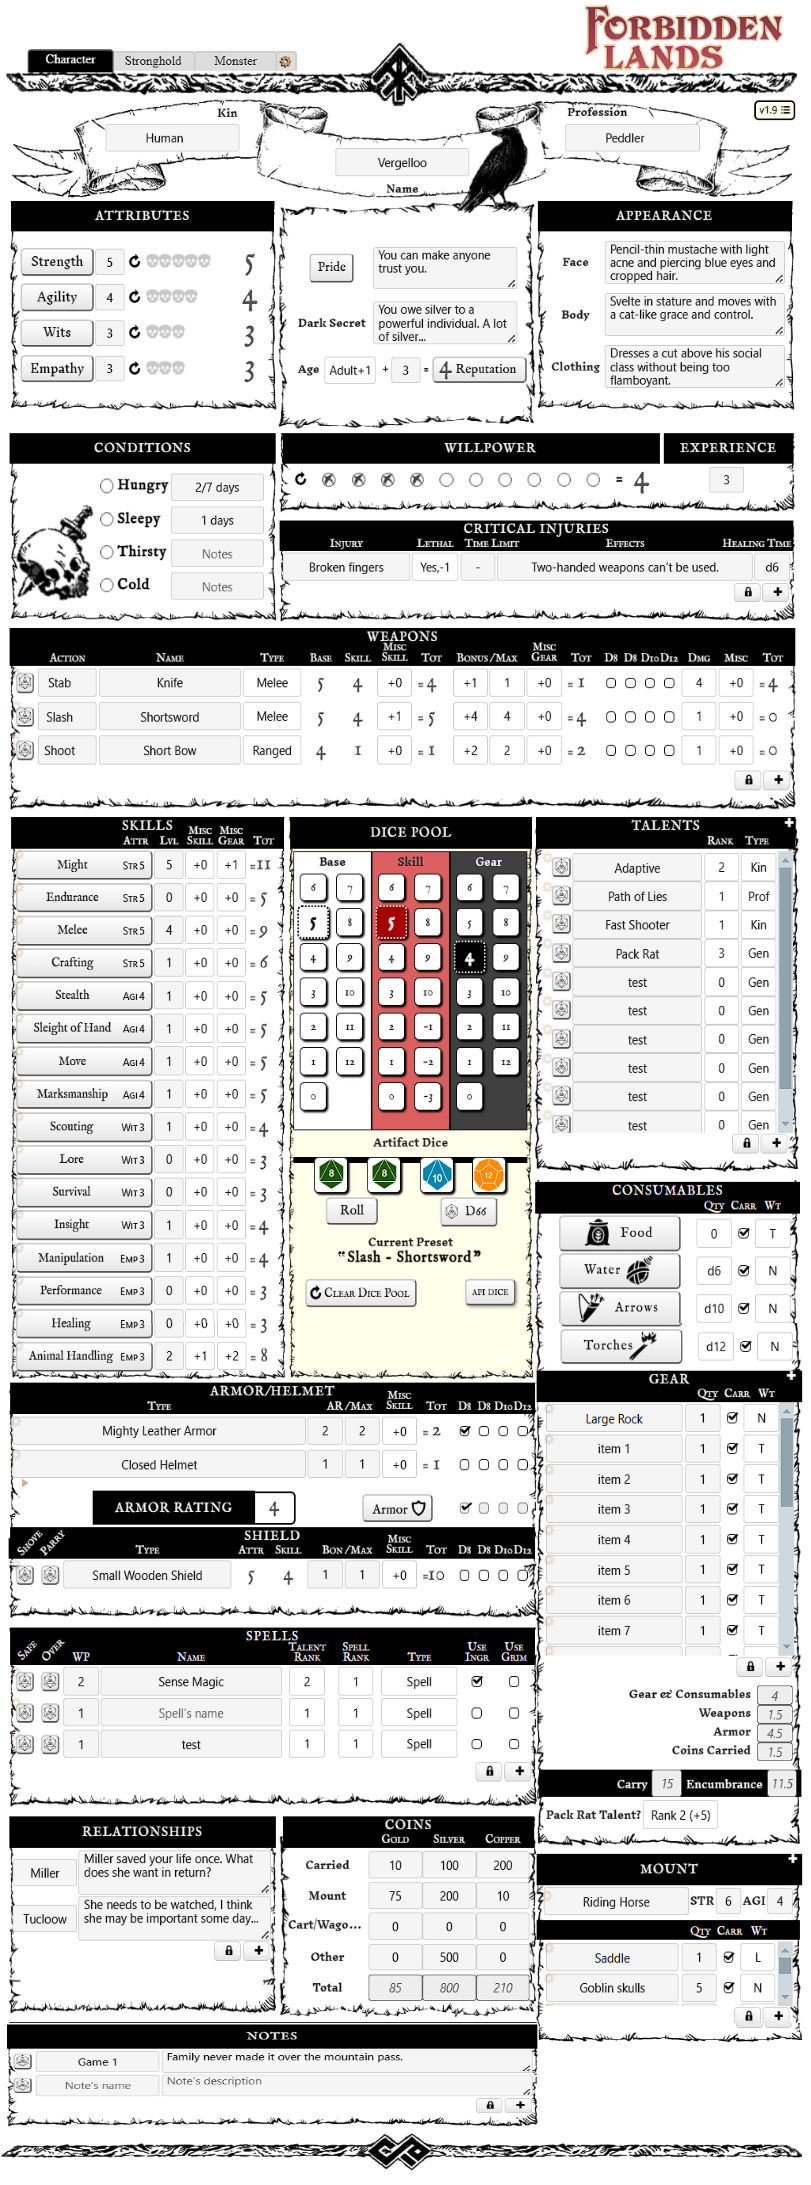 FORBIDDEN
LANDS
Character Stronghold Monster
Kin
Profession
v1.9
Human
Peddler
Vergelloo
Name
ATTRIBUTES
Strength 5 5
Agility 4 4
Wits 3 3
Empathy 3 3
Pride You can make anyone
trust you.
Dark Secret You owe silver to a
powerful individual. A lot
of silver...
Age Adult+1 + 3 = 4 Reputation
APPEARANCE
Face Pencil-thin mustache with light
acne and piercing blue eyes and
cropped hair.
Body Svelte in stature and moves with
a cat-like grace and control.
Clothing Dresses a cut above his social
class without being too
flamboyant.
CONDITIONS
Hungry 2/7 days
Sleepy 1 days
Thirsty Notes
Cold Notes
WILLPOWER
= 4
EXPERIENCE
3
CRITICAL INJURIES
Injury Lethal Time Limit Effects Healing Time
Broken fingers Yes,-1 - Two-handed weapons can't be used. d6
+
WEAPONS
Action Name Type Base Skill Misc Skill Tot Bonus/Max Misc Gear Tot D8 D8 D10 D12 Dmg Misc Tot
Stab Knife Melee 5 4 +0 =4 +1 1 +0 =1 4 +0 =4
Slash Shortsword Melee 5 4 +1 =5 +4 4 +0 =4 1 +0 =0
Shoot Short Bow Ranged 4 1 +0 =1 +2 2 +0 =2 1 +0 =0
+
SKILLS
Attr Lvl Misc Skill Misc Gear Tot
Might Str 5 5 +0 +1 =11
Endurance Str 5 0 +0 +0 =5
Melee Str 5 4 +0 +0 =9
Crafting Str 5 1 +0 +0 =6
Stealth Agi 4 1 +0 +0 =5
Sleight of Hand Agi 4 1 +0 +0 =5
Move Agi 4 1 +0 +0 =5
Marksmanship Agi 4 1 +0 +0 =5
Scouting Wit 3 1 +0 +0 =4
Lore Wit 3 0 +0 +0 =3
Survival Wit 3 0 +0 +0 =3
Insight Wit 3 1 +0 +0 =4
Manipulation Emp 3 1 +0 +0 =4
Performance Emp 3 0 +0 +0 =3
Healing Emp 3 0 +0 +0 =3
Animal Handling Emp 3 2 +1 +2 =8
DICE POOL
Base Skill Gear
6 7 6 7 6 7
5 8 5 8 5 8
4 9 4 9 4 9
3 10 3 10 3 10
2 11 2 -1 2 11
1 12 1 -2 1 12
0 0 -3 0
Artifact Dice
8 8 10 12
Roll D66
Current Preset
"Slash - Shortsword"
Clear Dice Pool API Dice
TALENTS +
Rank Type
Adaptive 2 Kin
Path of Lies 1 Prof
Fast Shooter 1 Kin
Pack Rat 3 Gen
test 0 Gen
test 0 Gen
test 0 Gen
test 0 Gen
test 0 Gen
test 0 Gen
+
CONSUMABLES
Qty Carr Wt
Food 0 T
Water d6 N
Arrows d10 N
Torches d12 N
ARMOR/HELMET
Type AR/Max Misc Skill Tot D8 D8 D10 D12
Mighty Leather Armor 2 2 +0 =2
Closed Helmet 1 1 +0 =1
ARMOR RATING 4 Armor
SHIELD
Shove Parry Type Attr Skill Bon/Max Misc Skill Tot D8 D8 D10 D12
Small Wooden Shield 5 4 1 1 +0 =10
GEAR +
Qty Carr Wt
Large Rock 1 N
item 1 1 T
item 2 1 T
item 3 1 T
item 4 1 T
item 5 1 T
item 6 1 T
item 7 1 T
+
Gear & Consumables 4
Weapons 1.5
Armor 4.5
Coins Carried 1.5
Carry 15 Encumbrance 11.5
Pack Rat Talent? Rank 2 (+5)
SPELLS
Safe Over WP Name Talent Rank Spell Rank Type Use Ingr Use Grim
2 Sense Magic 2 1 Spell
1 Spell's name 1 1 Spell
1 test 1 1 Spell
+
RELATIONSHIPS
Miller Miller saved your life once. What
does she want in return?
Tucloow She needs to be watched, I think
she may be important some day...
+
COINS
Gold Silver Copper
Carried 10 100 200
Mount 75 200 10
Cart/Wago... 0 0 0
Other 0 500 0
Total 85 800 210
MOUNT +
Riding Horse STR 6 AGI 4
Qty Carr Wt
Saddle 1 L
Goblin skulls 5 N
+
NOTES
Game 1 Family never made it over the mountain pass.
Note's name Note's description
+